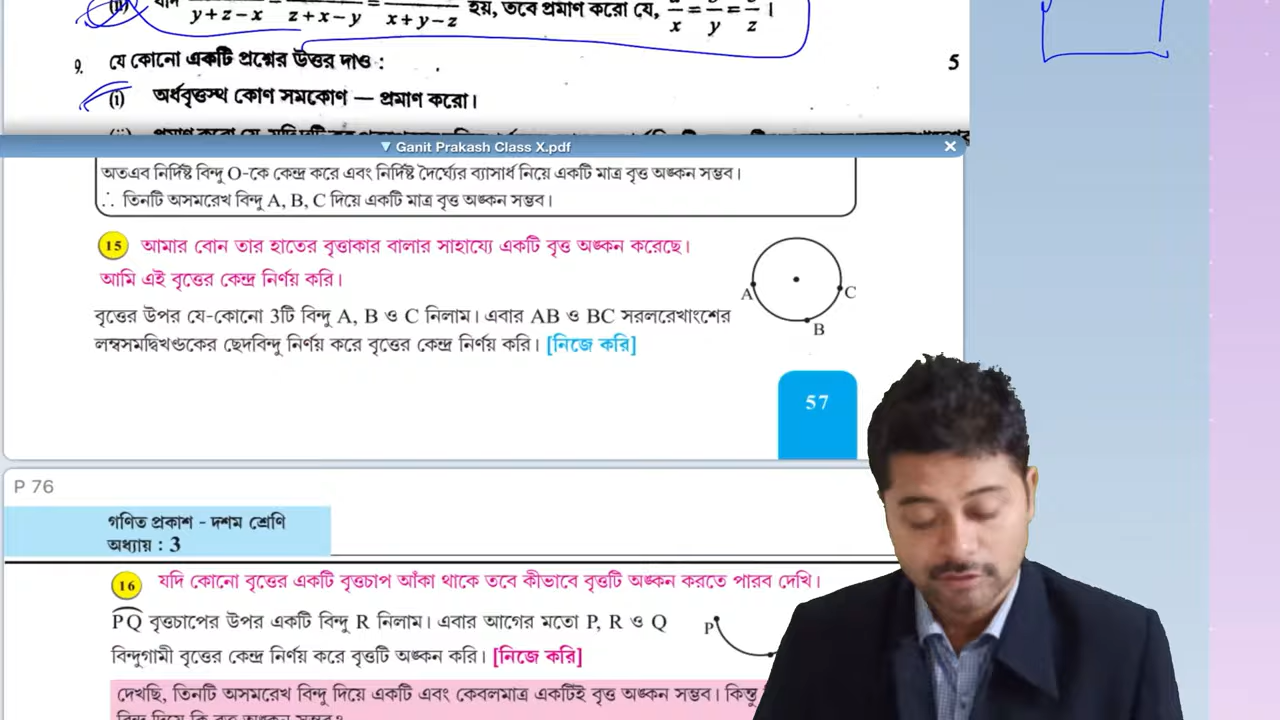 যদি y+z−x = z+x−y = x+y−z হয়, তবে প্রমাণ করো যে, x = y = z ।
9. যে কোনো একটি প্রশ্নের উত্তর দাও : 5
(i) অর্ধবৃত্তস্থ কোণ সমকোণ — প্রমাণ করো।
▼ Ganit Prakash Class X.pdf ✕
অতএব নির্দিষ্ট বিন্দু O-কে কেন্দ্র করে এবং নির্দিষ্ট দৈর্ঘ্যের ব্যাসার্ধ নিয়ে একটি মাত্র বৃত্ত অঙ্কন সম্ভব।
∴ তিনটি অসমরেখ বিন্দু A, B, C দিয়ে একটি মাত্র বৃত্ত অঙ্কন সম্ভব।
15 আমার বোন তার হাতের বৃত্তাকার বালার সাহায্যে একটি বৃত্ত অঙ্কন করেছে।
আমি এই বৃত্তের কেন্দ্র নির্ণয় করি।
A C B
বৃত্তের উপর যে-কোনো 3টি বিন্দু A, B ও C নিলাম। এবার AB ও BC সরলরেখাংশের
লম্বসমদ্বিখণ্ডকের ছেদবিন্দু নির্ণয় করে বৃত্তের কেন্দ্র নির্ণয় করি। [নিজে করি]
57
P 76
গণিত প্রকাশ - দশম শ্রেণি
অধ্যায় : 3
16 যদি কোনো বৃত্তের একটি বৃত্তচাপ আঁকা থাকে তবে কীভাবে বৃত্তটি অঙ্কন করতে পারব দেখি।
PQ বৃত্তচাপের উপর একটি বিন্দু R নিলাম। এবার আগের মতো P, R ও Q
P
বিন্দুগামী বৃত্তের কেন্দ্র নির্ণয় করে বৃত্তটি অঙ্কন করি। [নিজে করি]
দেখছি, তিনটি অসমরেখ বিন্দু দিয়ে একটি এবং কেবলমাত্র একটিই বৃত্ত অঙ্কন সম্ভব। কিন্তু